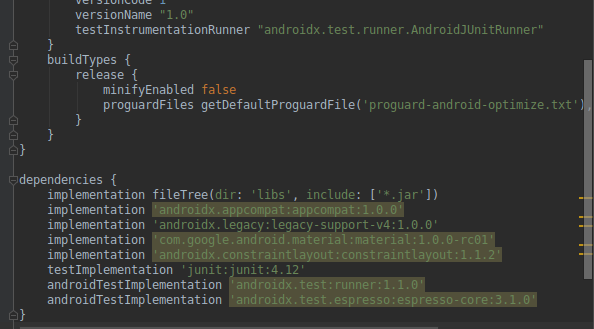 versionCode 1
versionName "1.0"
testInstrumentationRunner "androidx.test.runner.AndroidJUnitRunner"
}
buildTypes {
release {
minifyEnabled false
proguardFiles getDefaultProguardFile('proguard-android-optimize.txt'),
}
}
}
dependencies {
implementation fileTree(dir: 'libs', include: ['*.jar'])
implementation 'androidx.appcompat:appcompat:1.0.0'
implementation 'androidx.legacy:legacy-support-v4:1.0.0'
implementation 'com.google.android.material:material:1.0.0-rc01'
implementation 'androidx.constraintlayout:constraintlayout:1.1.2'
testImplementation 'junit:junit:4.12'
androidTestImplementation 'androidx.test:runner:1.1.0'
androidTestImplementation 'androidx.test.espresso:espresso-core:3.1.0'
}